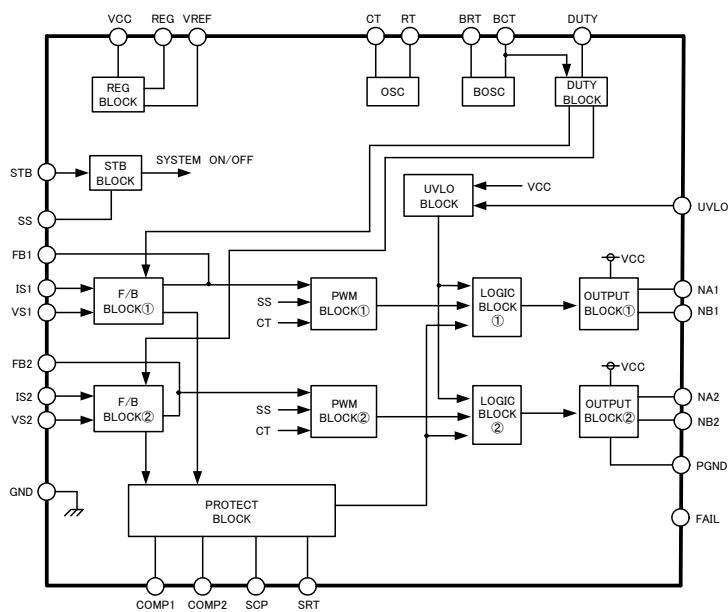 VCC REG VREF CT RT BRT BCT DUTY
REG
BLOCK
OSC
BOSC
DUTY
BLOCK
STB
STB
BLOCK
SYSTEM ON/OFF
SS
UVLO
BLOCK
VCC
UVLO
FB1
IS1
VS1
F/B
BLOCK①
SS
CT
PWM
BLOCK①
LOGIC
BLOCK
①
VCC
OUTPUT
BLOCK①
NA1
NB1
FB2
IS2
VS2
F/B
BLOCK②
SS
CT
PWM
BLOCK②
LOGIC
BLOCK
②
VCC
OUTPUT
BLOCK②
NA2
NB2
PGND
GND
PROTECT
BLOCK
FAIL
COMP1 COMP2 SCP SRT